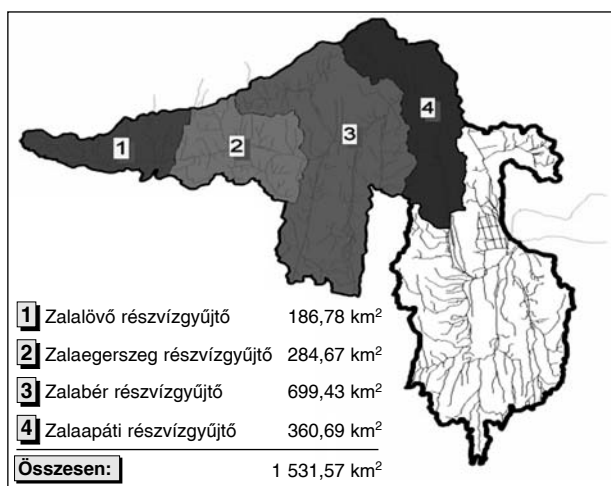 1
2
3
4
1 Zalalövő részvízgyűjtő 186,78 km²
2 Zalaegerszeg részvízgyűjtő 284,67 km²
3 Zalabér részvízgyűjtő 699,43 km²
4 Zalaapáti részvízgyűjtő 360,69 km²
Összesen: 1 531,57 km²